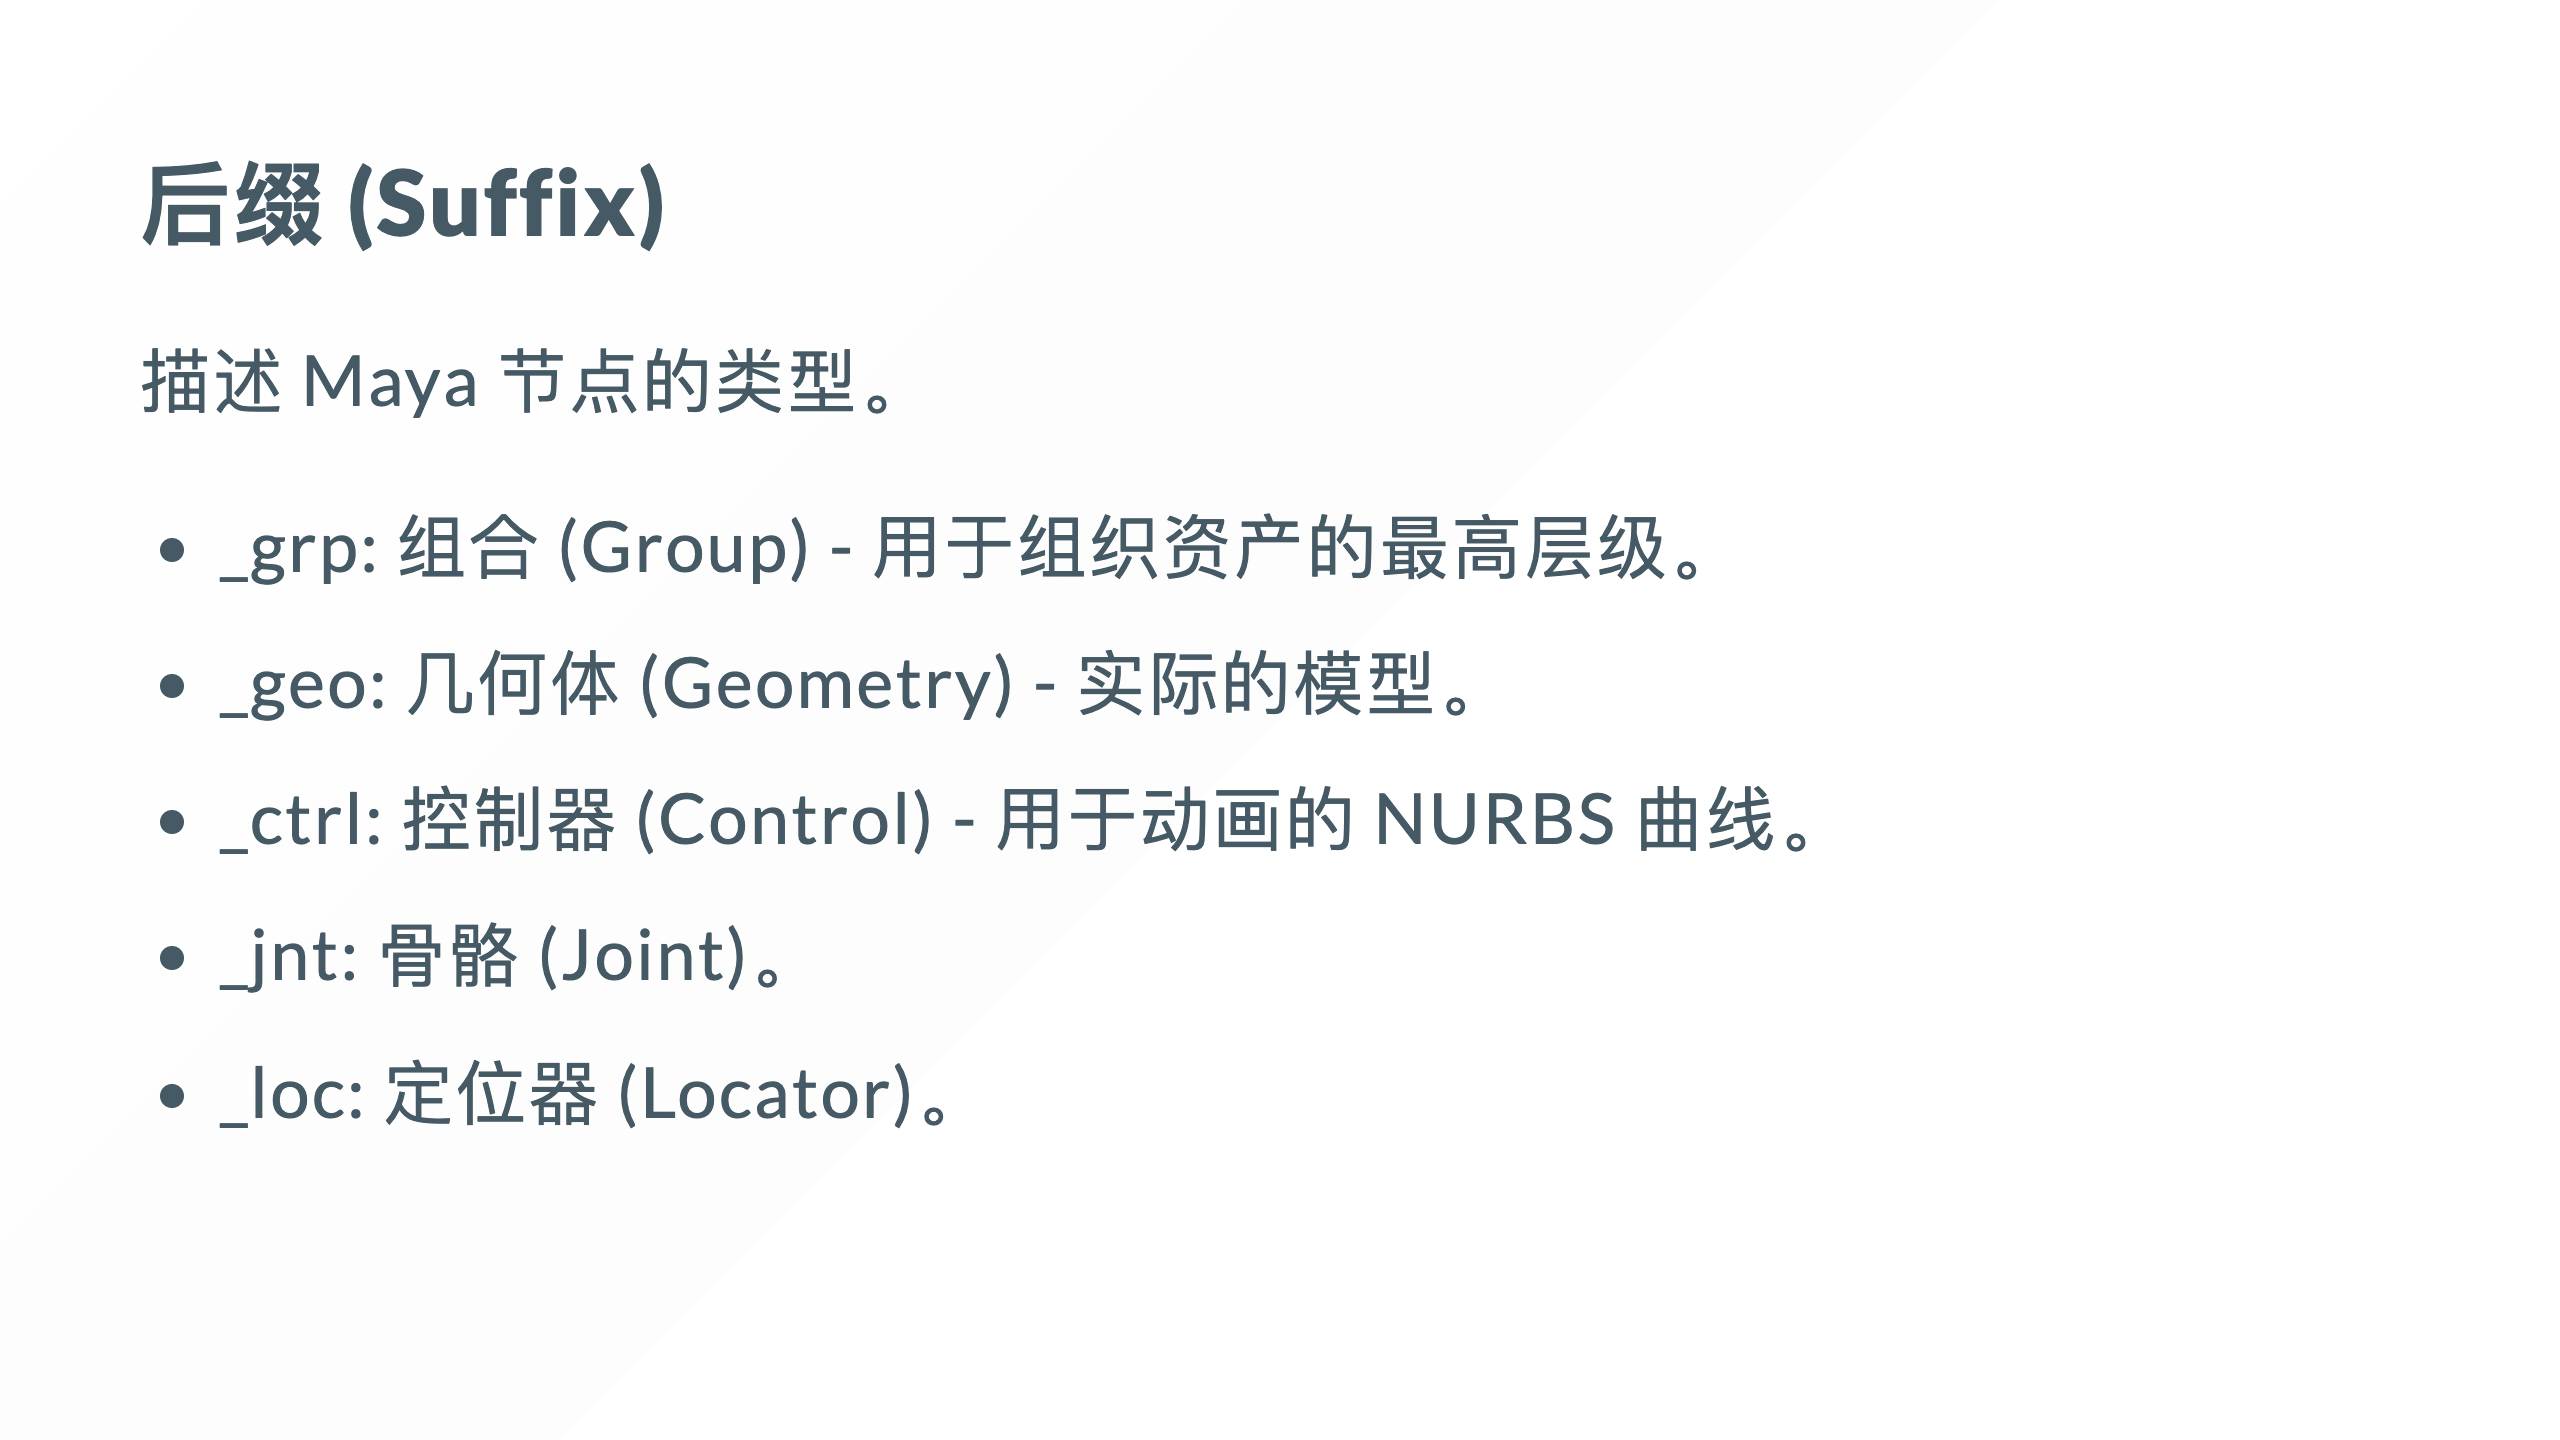 后缀 (Suffix)
描述 Maya 节点的类型。
• _grp: 组合 (Group) - 用于组织资产的最高层级。
• _geo: 几何体 (Geometry) - 实际的模型。
• _ctrl: 控制器 (Control) - 用于动画的 NURBS 曲线。
• _jnt: 骨骼 (Joint)。
• _loc: 定位器 (Locator)。